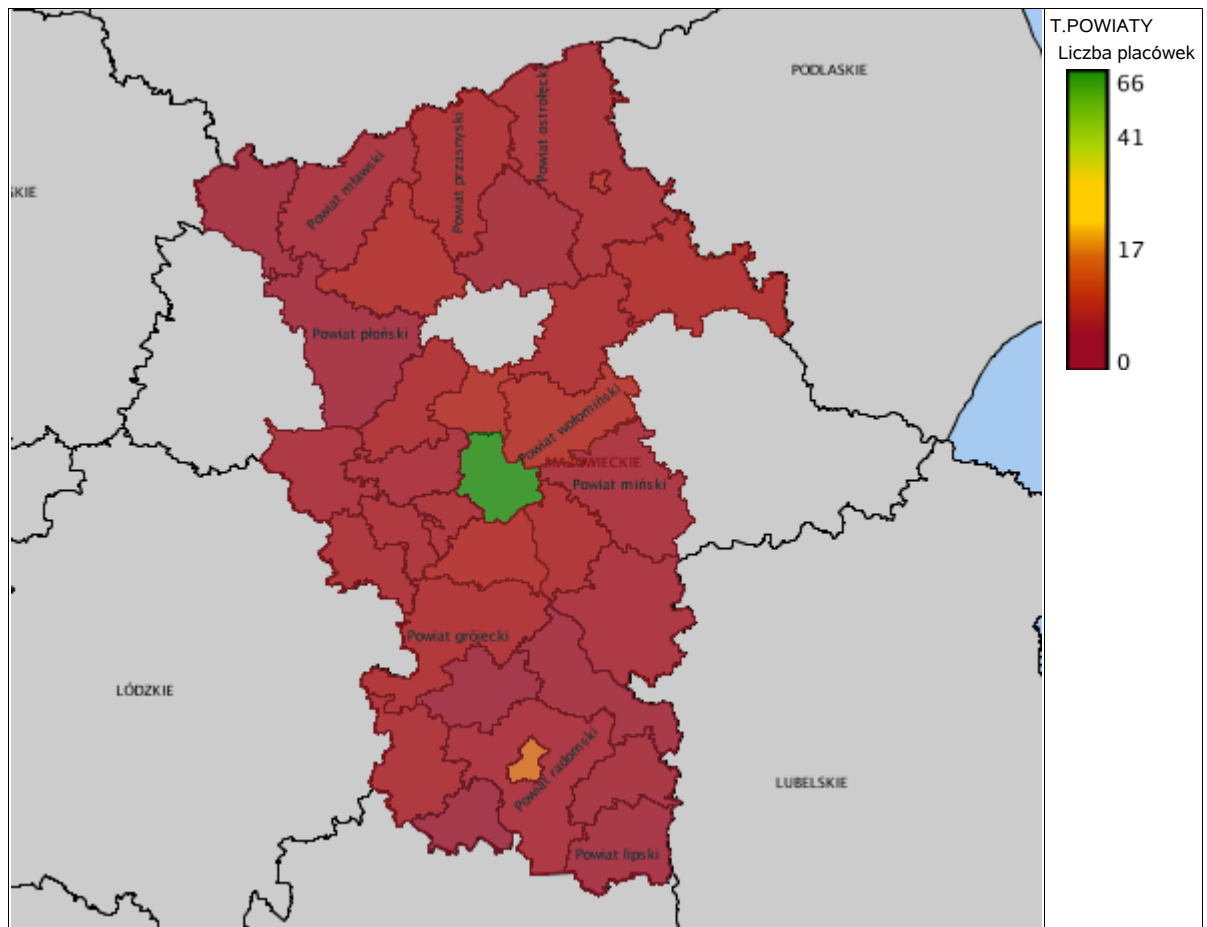 T.POWIATY
Liczba placówek
66
41
17
0
PODLASKIE
SKIE
Powiat ostrołęcki
Powiat przasnyski
Powiat mławski
Powiat płoński
Powiat wołomiński
MAZOWIECKIE
Powiat miński
Powiat grójecki
ŁÓDZKIE
Powiat radomski
LUBELSKIE
Powiat lipski